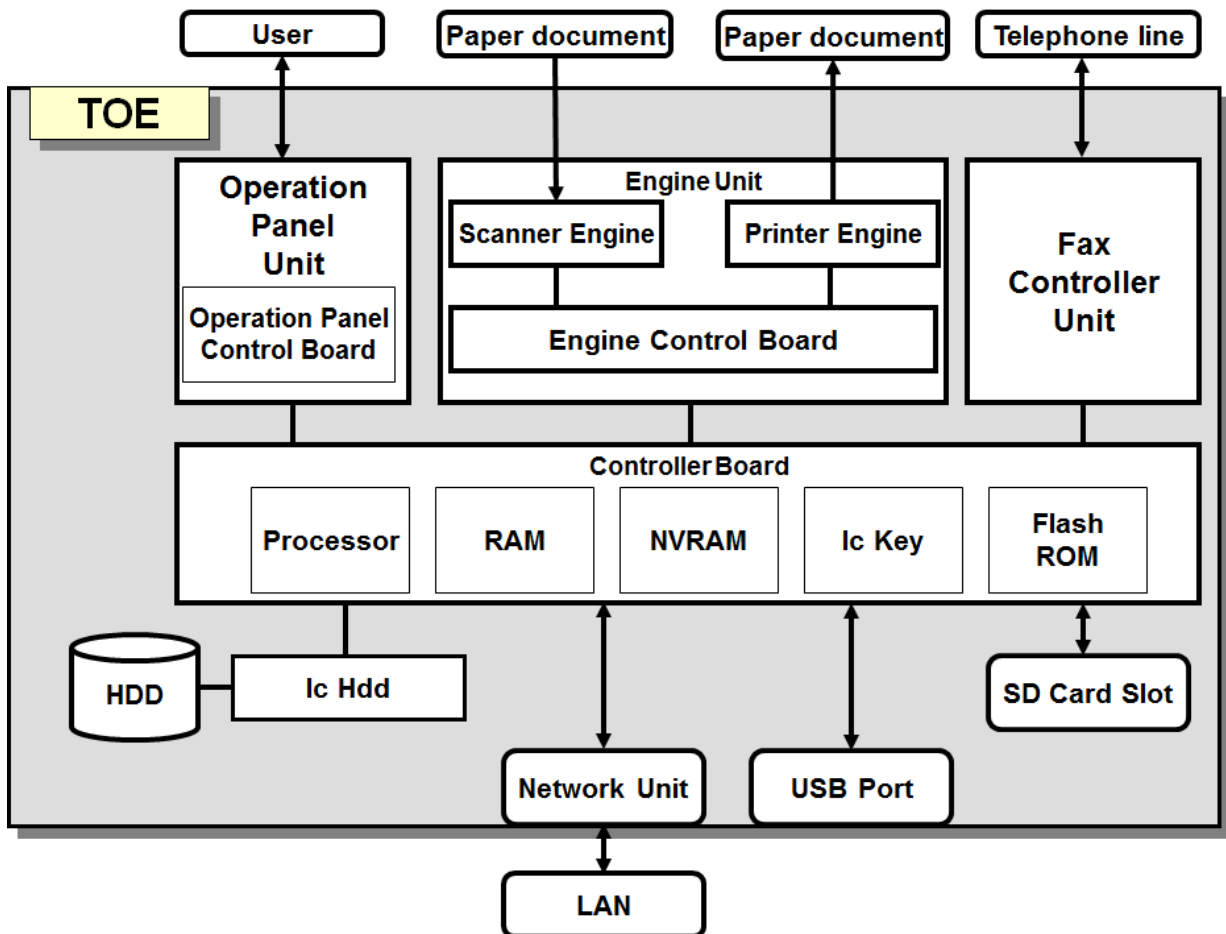 User
Paper document
Paper document
Telephone line
TOE
Operation
Panel
Unit
Operation Panel
Control Board
Engine Unit
Scanner Engine
Printer Engine
Engine Control Board
Fax
Controller
Unit
Controller Board
Processor
RAM
NVRAM
Ic Key
Flash
ROM
HDD
Ic Hdd
SD Card Slot
Network Unit
USB Port
LAN